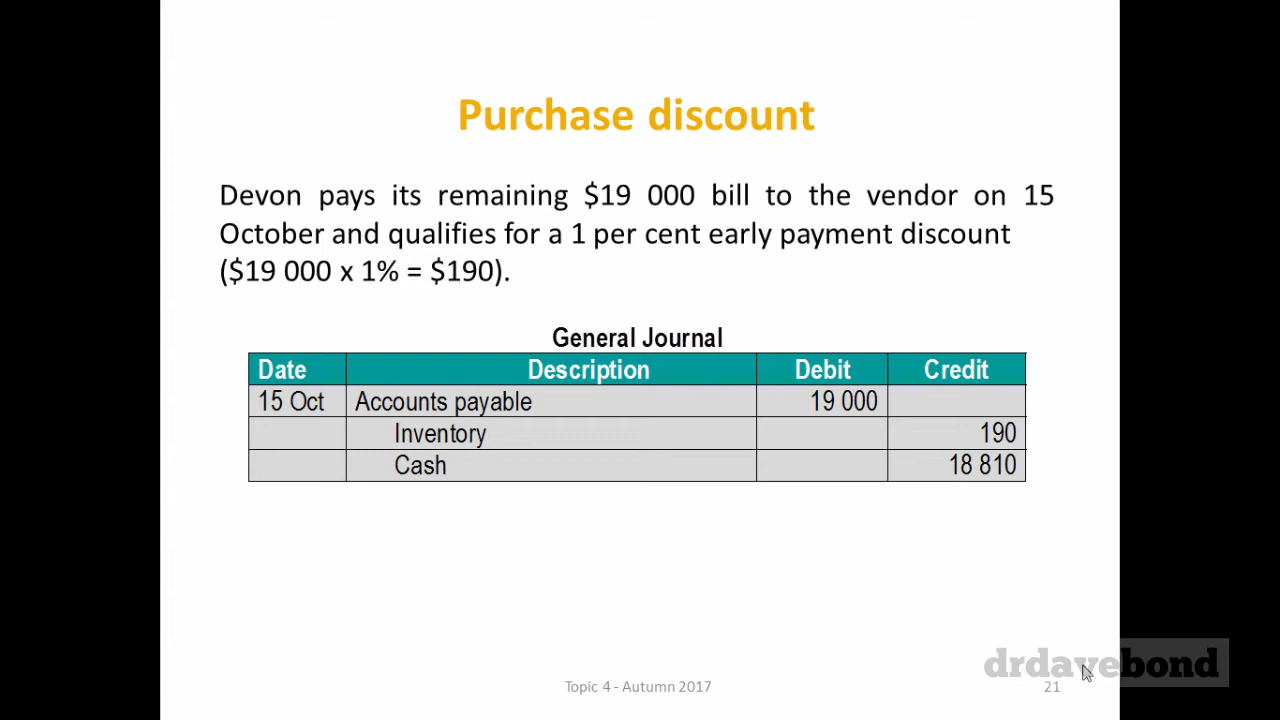 Purchase discount
Devon pays its remaining $19 000 bill to the vendor on 15
October and qualifies for a 1 per cent early payment discount
($19 000 x 1% = $190).
General Journal
Date Description Debit Credit
15 Oct Accounts payable 19 000
Inventory 190
Cash 18 810
drdavebond
Topic 4 - Autumn 2017 21